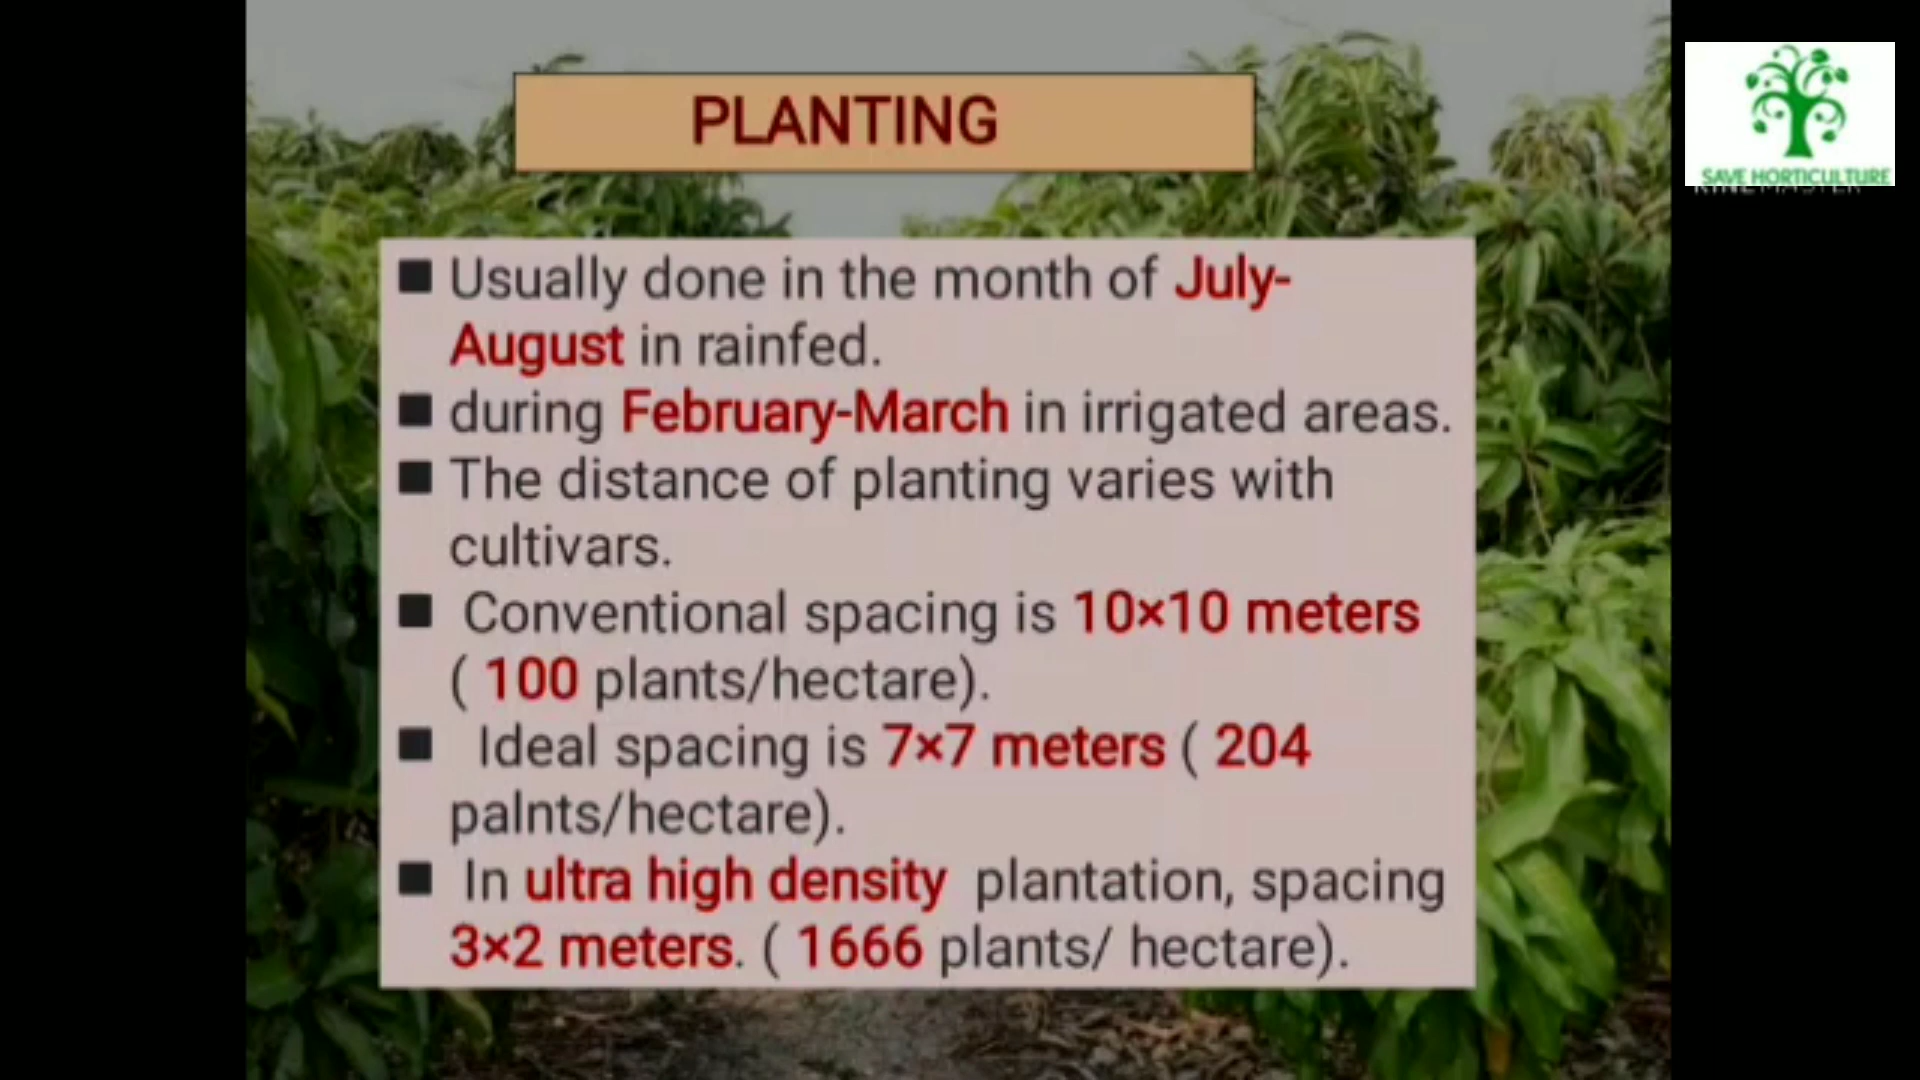 PLANTING
SAVE HORTICULTURE
■ Usually done in the month of July-
August in rainfed.
■ during February-March in irrigated areas.
■ The distance of planting varies with
cultivars.
■ Conventional spacing is 10×10 meters
( 100 plants/hectare).
■ Ideal spacing is 7×7 meters ( 204
palnts/hectare).
■ In ultra high density plantation, spacing
3×2 meters. ( 1666 plants/ hectare).